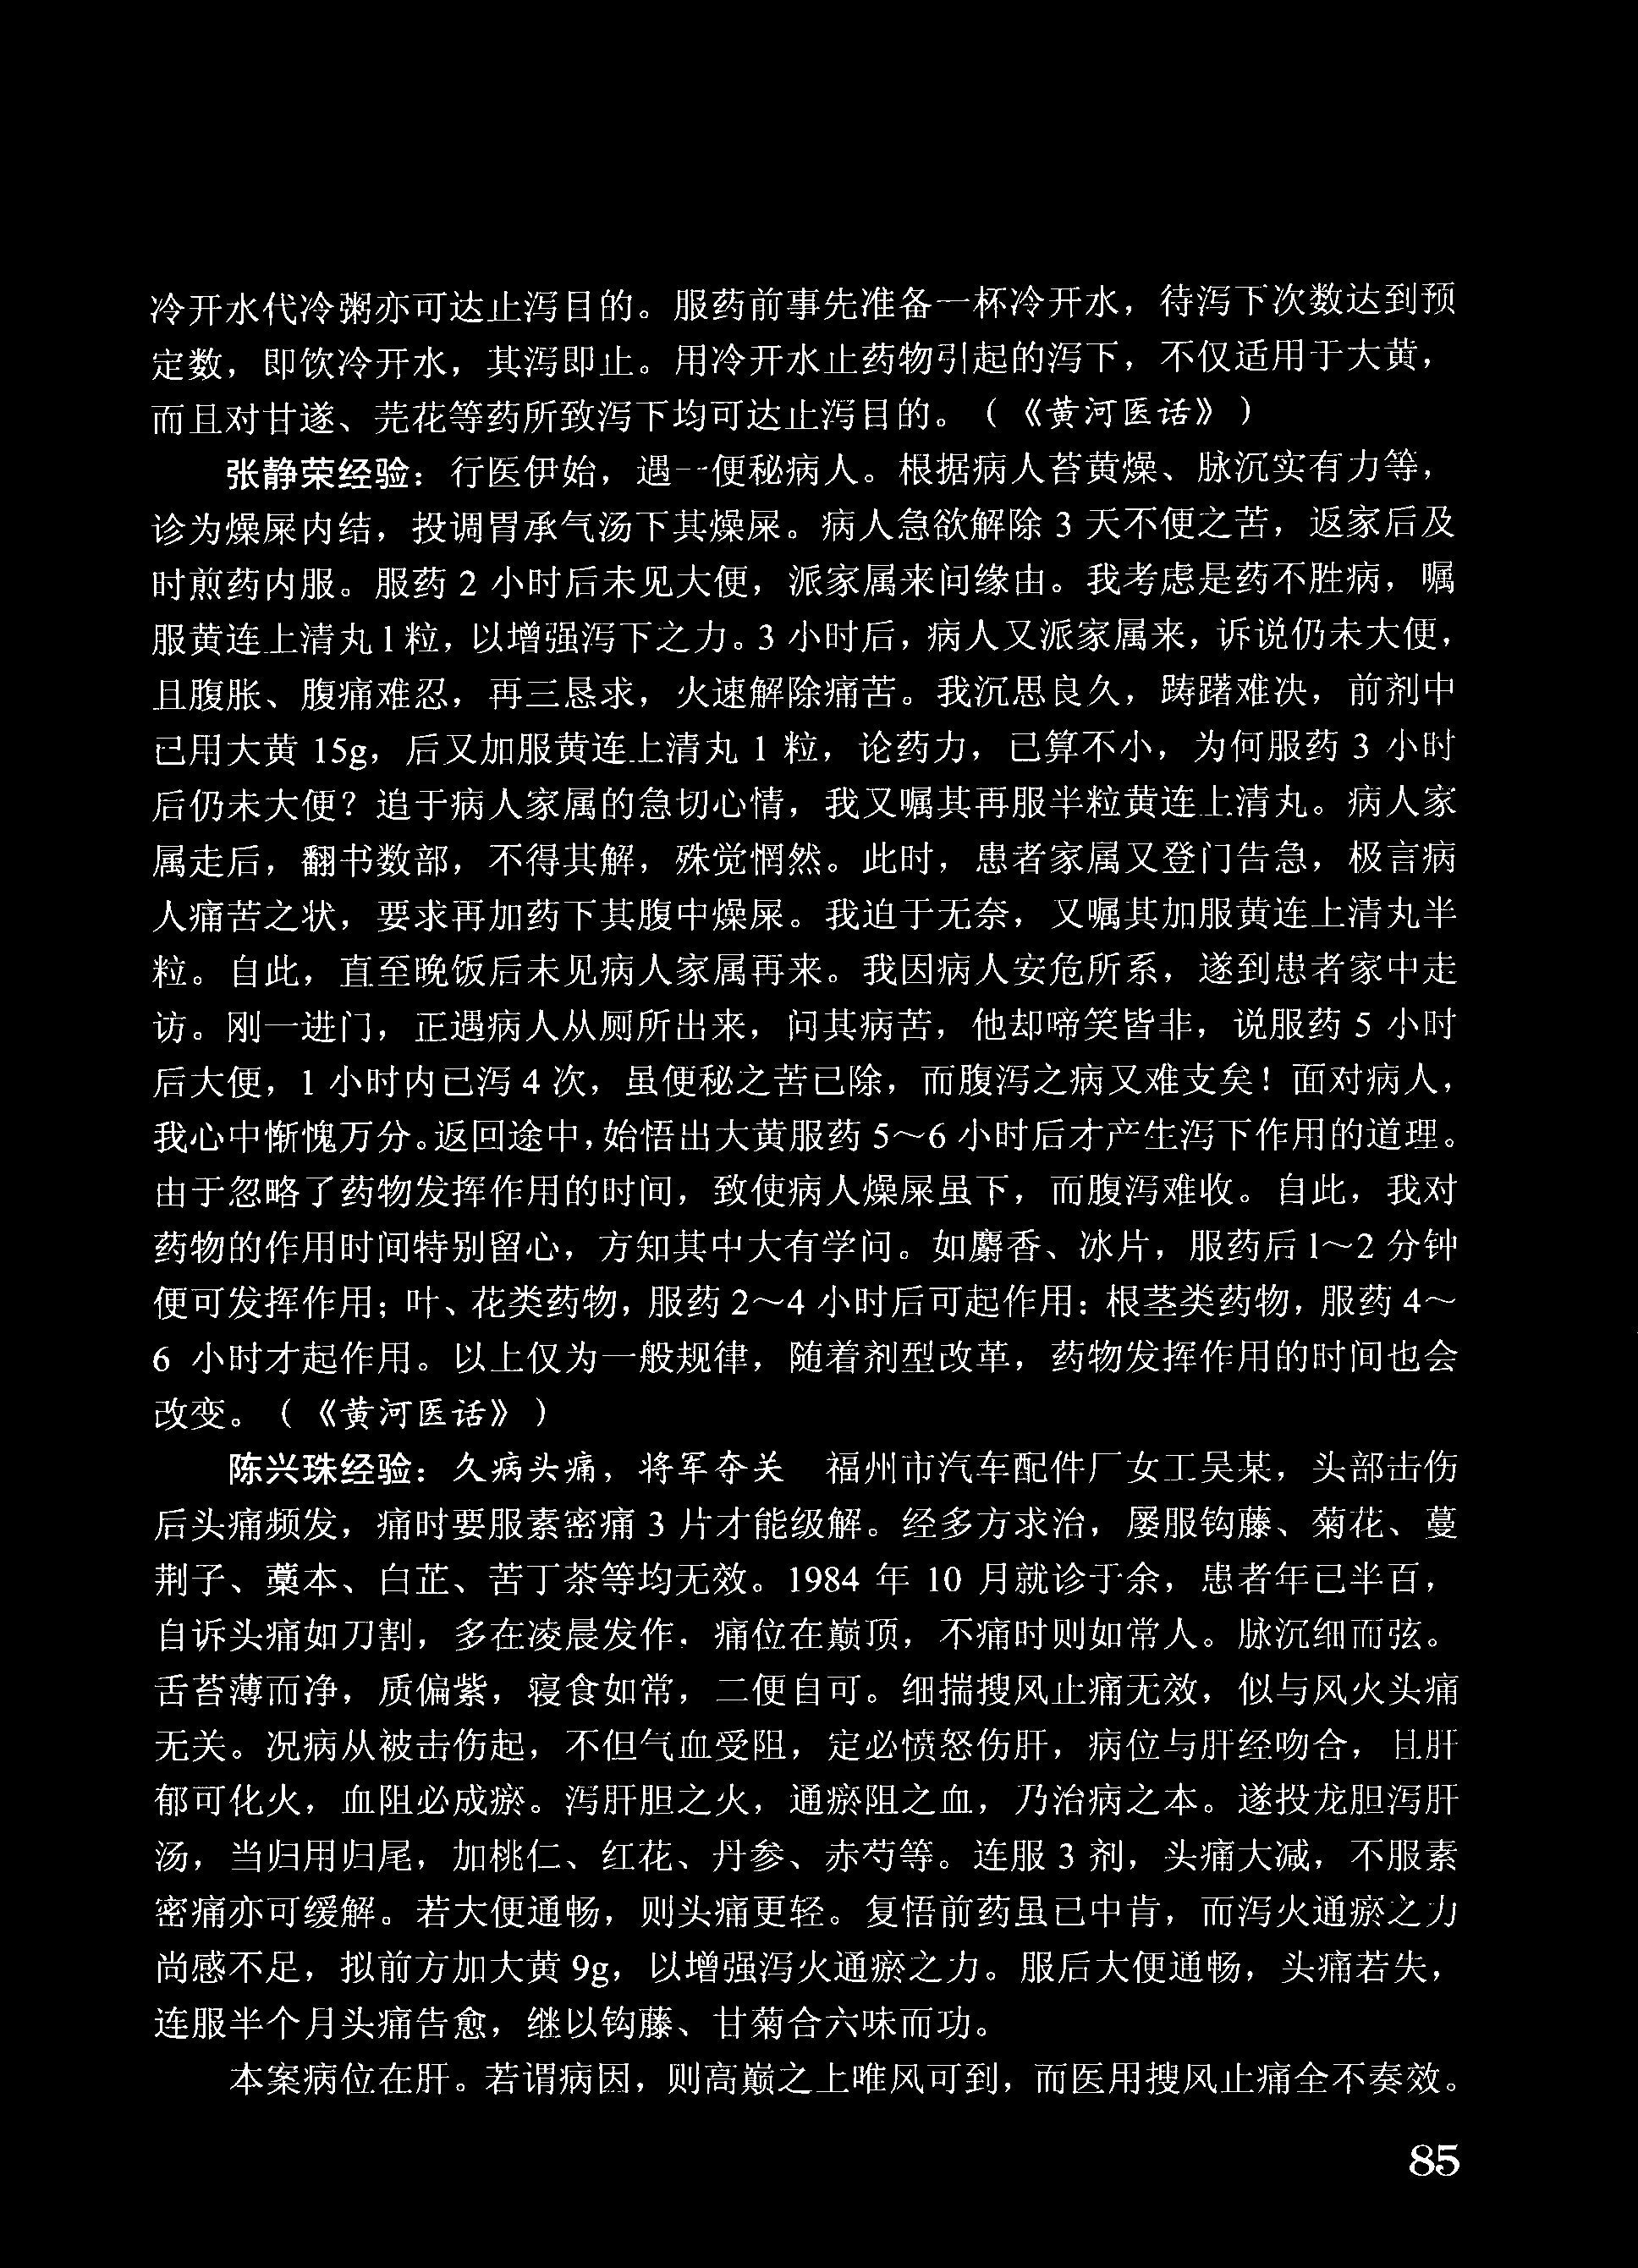 冷开水代冷粥亦可达止泻目的。服药前事先准备一杯冷开水，待泻下次数达到预
定数，即饮冷开水，其泻即止。用冷开水止药物引起的泻下，不仅适用于大黄，
而且对甘遂、芫花等药所致泻下均可达止泻目的。（《黄河医话》）
张静荣经验：行医伊始，遇一便秘病人。根据病人苔黄燥、脉沉实有力等，
诊为燥屎内结，投调胃承气汤下其燥屎。病人急欲解除 3 天不便之苦，返家后及
时煎药内服。服药 2 小时后未见大便，派家属来问缘由。我考虑是药不胜病，嘱
服黄连上清丸 1 粒，以增强泻下之力。3 小时后，病人又派家属来，诉说仍未大便，
且腹胀、腹痛难忍，再三恳求，火速解除痛苦。我沉思良久，踌躇难决，前剂中
已用大黄 15g，后又加服黄连上清丸 1 粒，论药力，已算不小，为何服药 3 小时
后仍未大便？追于病人家属的急切心情，我又嘱其再服半粒黄连上清丸。病人家
属走后，翻书数部，不得其解，殊觉惘然。此时，患者家属又登门告急，极言病
人痛苦之状，要求再加药下其腹中燥屎。我迫于无奈，又嘱其加服黄连上清丸半
粒。自此，直至晚饭后未见病人家属再来。我因病人安危所系，遂到患者家中走
访。刚一进门，正遇病人从厕所出来，问其病苦，他却啼笑皆非，说服药 5 小时
后大便，1 小时内已泻 4 次，虽便秘之苦已除，而腹泻之病又难支矣！面对病人，
我心中惭愧万分。返回途中，始悟出大黄服药 5～6 小时后才产生泻下作用的道理。
由于忽略了药物发挥作用的时间，致使病人燥屎虽下，而腹泻难收。自此，我对
药物的作用时间特别留心，方知其中大有学问。如麝香、冰片，服药后 1～2 分钟
便可发挥作用；叶、花类药物，服药 2～4 小时后可起作用：根茎类药物，服药 4～
6 小时才起作用。以上仅为一般规律，随着剂型改革，药物发挥作用的时间也会
改变。（《黄河医话》）
陈兴珠经验：久病头痛，将军夺关　福州市汽车配件厂女工吴某，头部击伤
后头痛频发，痛时要服素密痛 3 片才能级解。经多方求治，屡服钩藤、菊花、蔓
荆子、藁本、白芷、苦丁茶等均无效。1984 年 10 月就诊于余，患者年已半百，
自诉头痛如刀割，多在凌晨发作，痛位在巅顶，不痛时则如常人。脉沉细而弦。
舌苔薄而净，质偏紫，寝食如常，二便自可。细揣搜风止痛无效，似与风火头痛
无关。况病从被击伤起，不但气血受阻，定必愤怒伤肝，病位与肝经吻合，且肝
郁可化火，血阻必成瘀。泻肝胆之火，通瘀阻之血，乃治病之本。遂投龙胆泻肝
汤，当归用归尾，加桃仁、红花、丹参、赤芍等。连服 3 剂，头痛大减，不服素
密痛亦可缓解。若大便通畅，则头痛更轻。复悟前药虽已中肯，而泻火通瘀之力
尚感不足，拟前方加大黄 9g，以增强泻火通瘀之力。服后大便通畅，头痛若失，
连服半个月头痛告愈，继以钩藤、甘菊合六味而功。
本案病位在肝。若谓病因，则高巅之上唯风可到，而医用搜风止痛全不奏效。
85